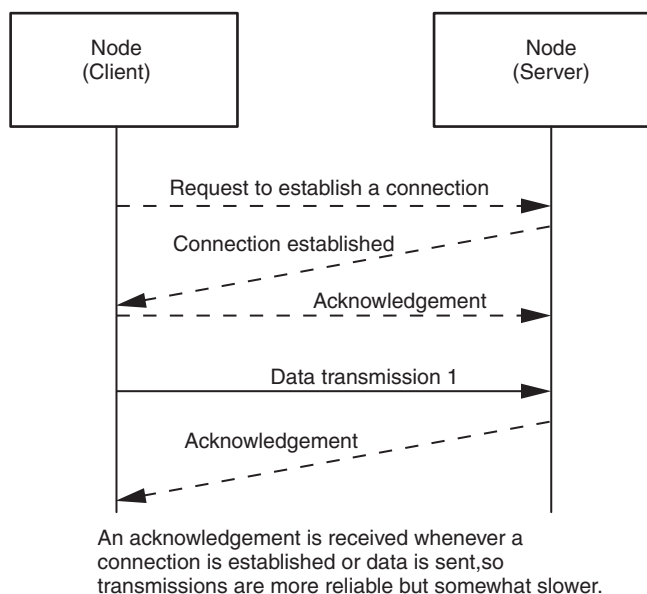 Node
(Client)
Node
(Server)
Request to establish a connection
Connection established
Acknowledgement
Data transmission 1
Acknowledgement
An acknowledgement is received whenever a
connection is established or data is sent,so
transmissions are more reliable but somewhat slower.